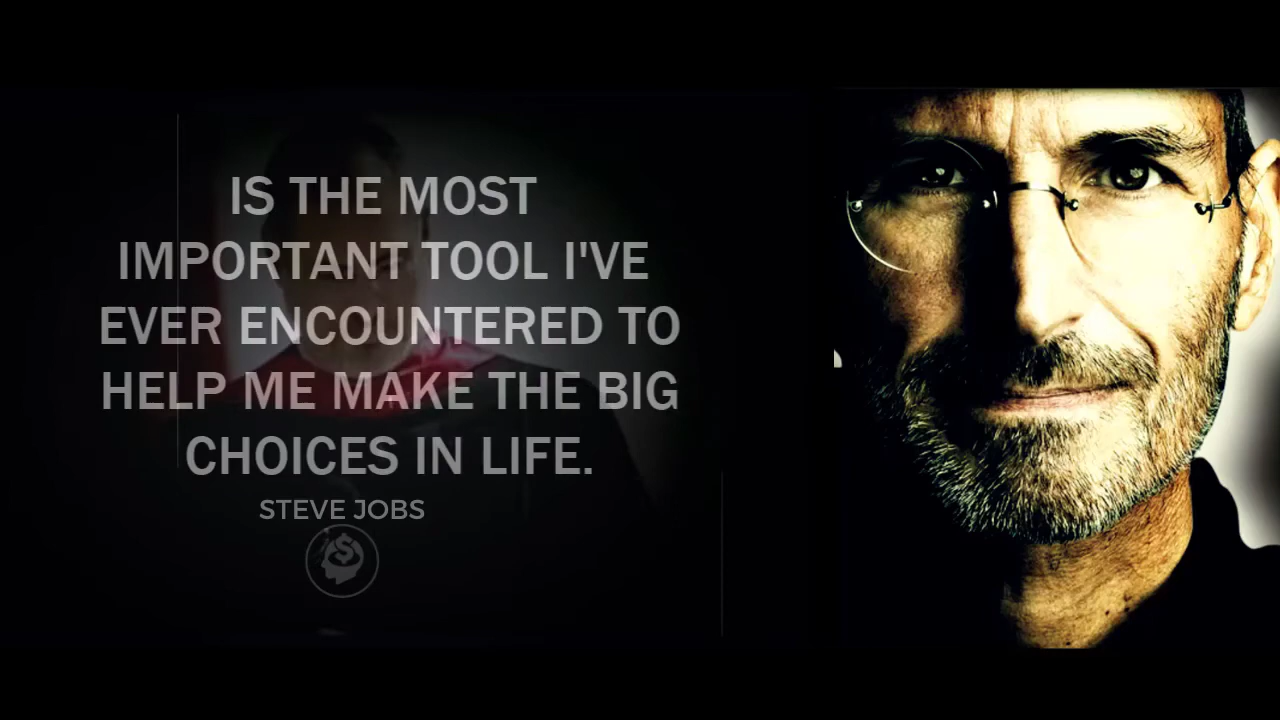 IS THE MOST
IMPORTANT TOOL I'VE
EVER ENCOUNTERED TO
HELP ME MAKE THE BIG
CHOICES IN LIFE.
STEVE JOBS
$